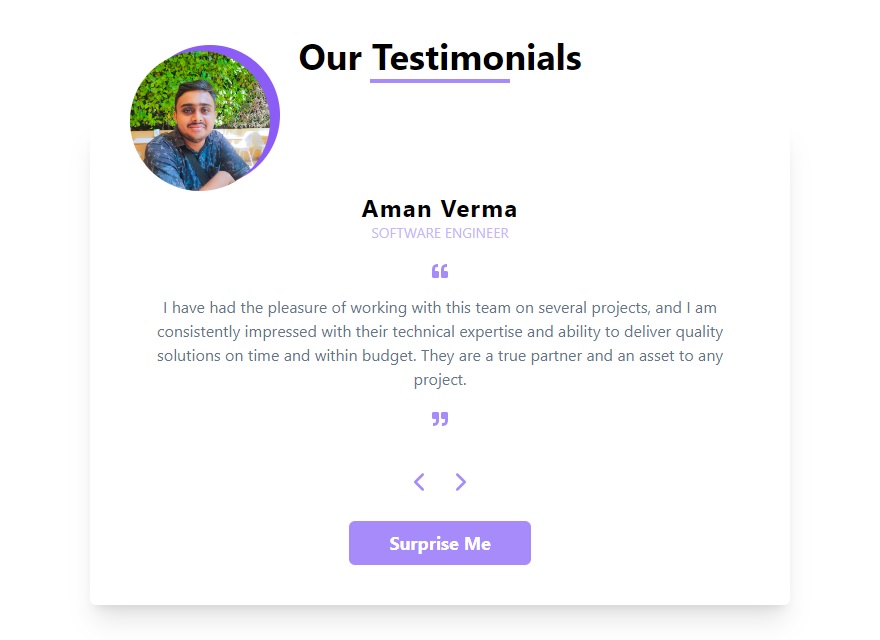 Our Testimonials
Aman Verma
SOFTWARE ENGINEER
❝
I have had the pleasure of working with this team on several projects, and I am
consistently impressed with their technical expertise and ability to deliver quality
solutions on time and within budget. They are a true partner and an asset to any
project.
❞
Surprise Me